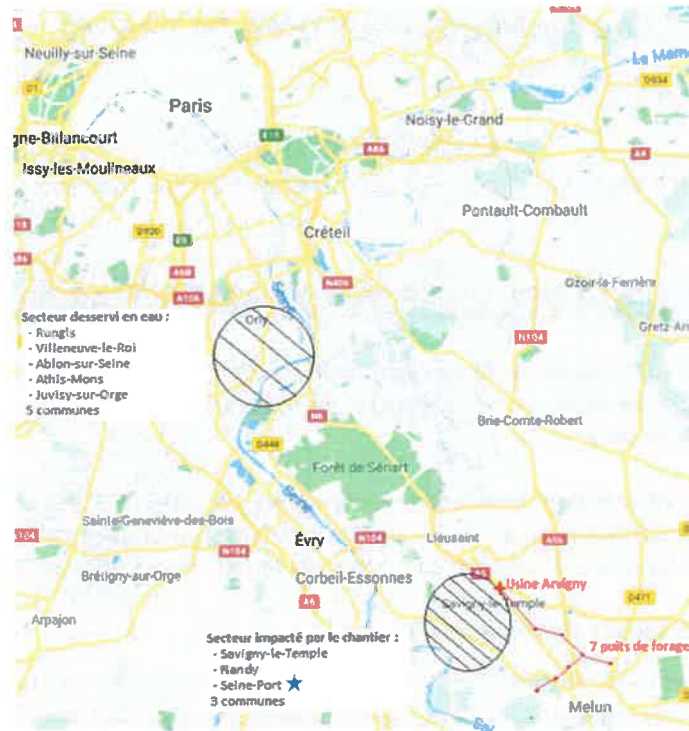 Neuilly-sur-Seine
La Marne
D1
D934
Paris
Noisy-le-Grand
gne-Billancourt
A86
A4
Issy-les-Moulineaux
Pontault-Combault
D920
Créteil
A6B
N406
Ozoir-la-Ferrière
A106
Seine
Secteur desservi en eau :
- Rungis
- Villeneuve-le-Roi
- Ablon-sur-Seine
- Athis-Mons
- Juvisy-sur-Orge
5 communes
Orly
Gretz-Arm
N104
N6
Brie-Comte-Robert
D448
Forêt de Sénart
Seine
Sainte-Geneviève-des-Bois
Évry
N104
N104
Lieusaint
Brétigny-sur-Orge
Corbeil-Essonnes
A5
Usine Arvigny
A6
Savigny-le-Temple
D471
Arpajon
Secteur impacté par le chantier :
- Savigny-le-Temple
- Nandy
- Seine-Port
3 communes
7 puits de forage
Melun